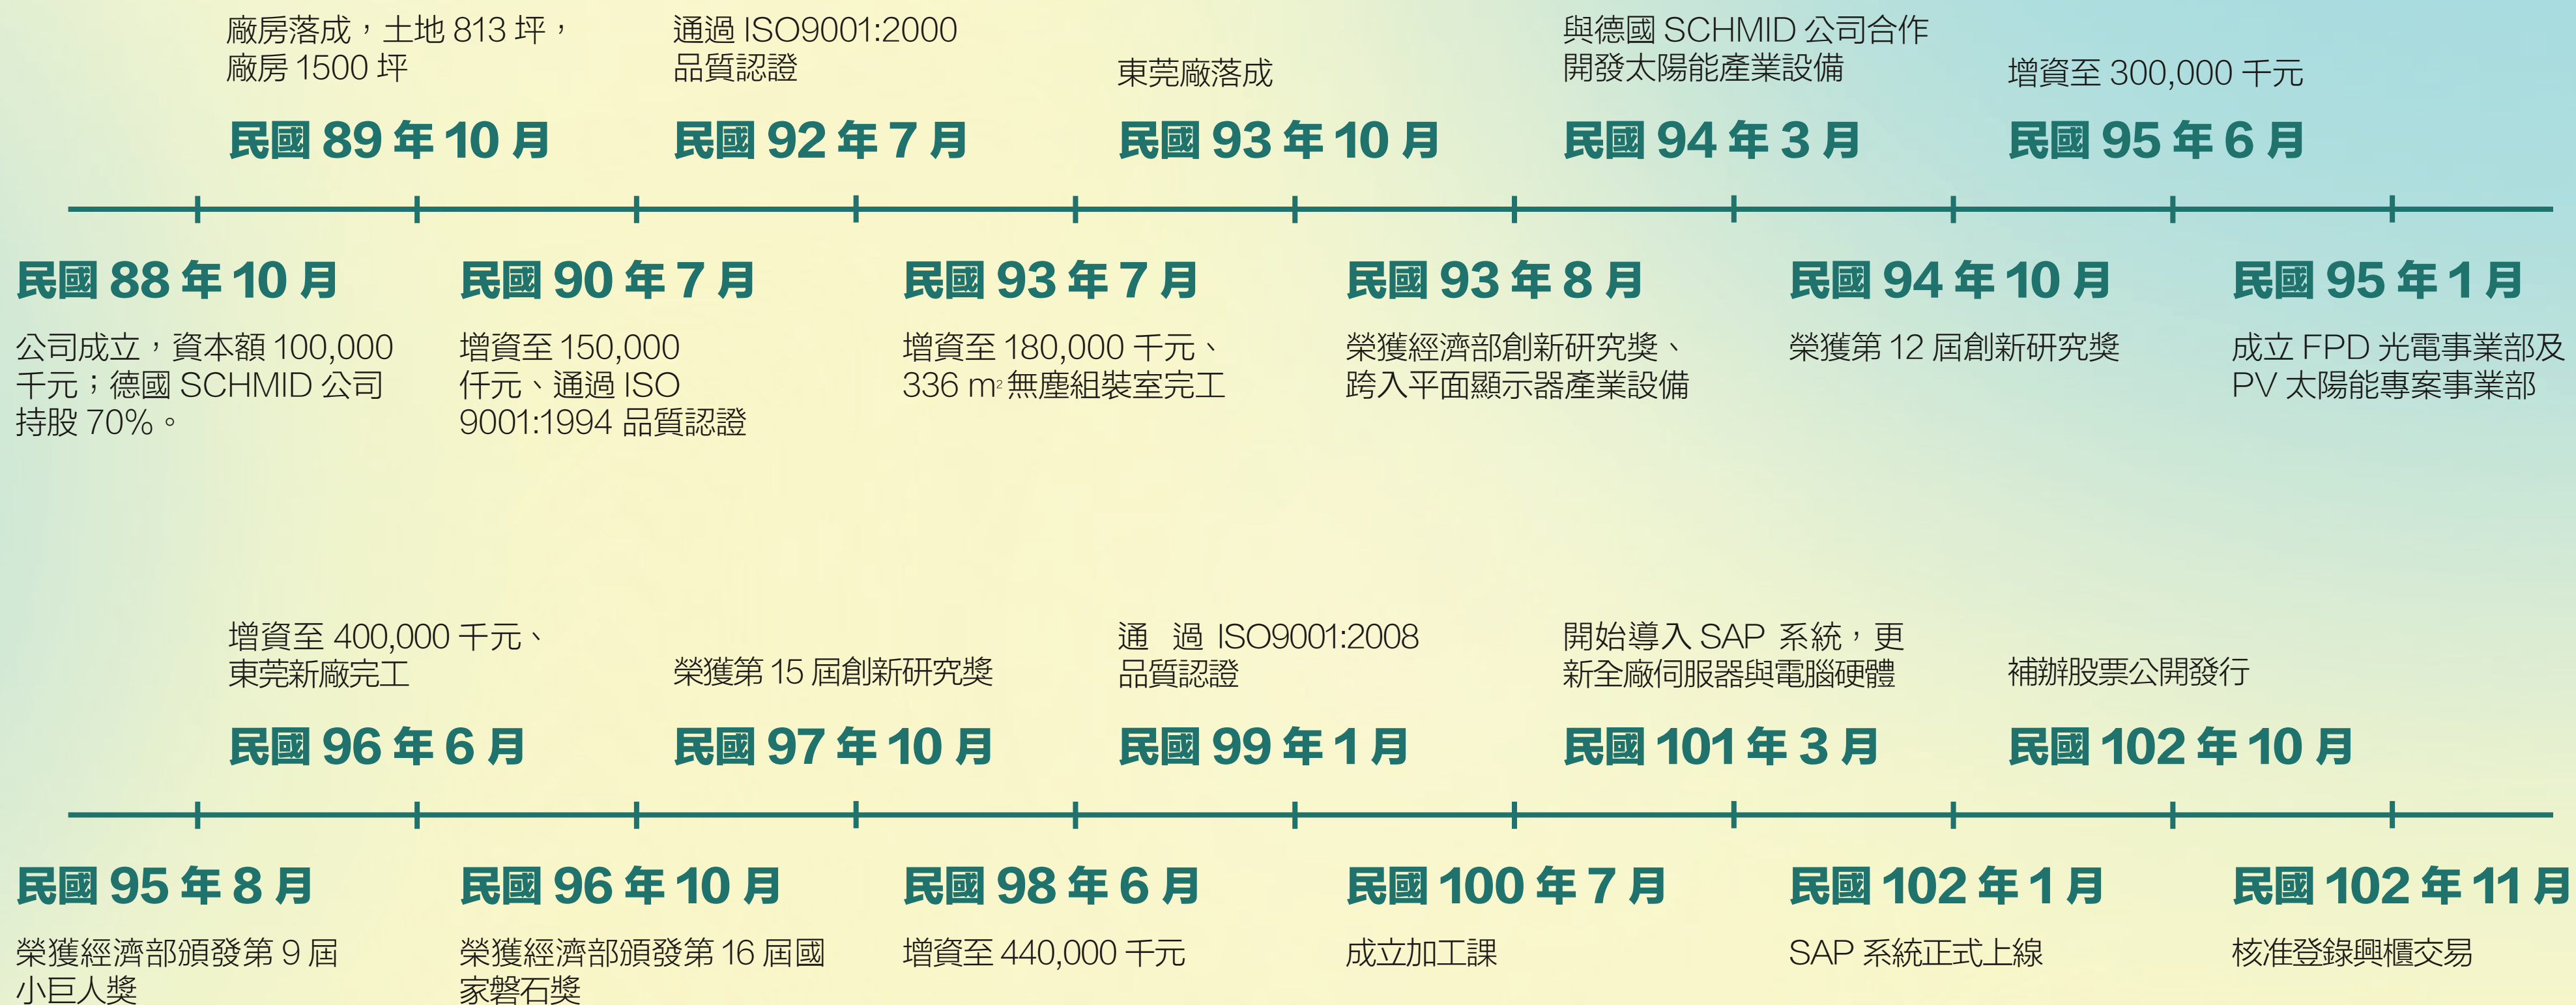 廠房落成，土地 813 坪，
廠房 1500 坪
民國 89 年 10 月
通過 ISO9001:2000
品質認證
民國 92 年 7 月
東莞廠落成
民國 93 年 10 月
與德國 SCHMID 公司合作
開發太陽能產業設備
民國 94 年 3 月
增資至 300,000 千元
民國 95 年 6 月
民國 88 年 10 月
公司成立，資本額 100,000
千元；德國 SCHMID 公司
持股 70%。
民國 90 年 7 月
增資至 150,000
仟元、通過 ISO
9001:1994 品質認證
民國 93 年 7 月
增資至 180,000 千元、
336 m² 無塵組裝室完工
民國 93 年 8 月
榮獲經濟部創新研究獎、
跨入平面顯示器產業設備
民國 94 年 10 月
榮獲第 12 屆創新研究獎
民國 95 年 1 月
成立 FPD 光電事業部及
PV 太陽能專案事業部
增資至 400,000 千元、
東莞新廠完工
民國 96 年 6 月
榮獲第 15 屆創新研究獎
民國 97 年 10 月
通 過 ISO9001:2008
品質認證
民國 99 年 1 月
開始導入 SAP 系統，更
新全廠伺服器與電腦硬體
民國 101 年 3 月
補辦股票公開發行
民國 102 年 10 月
民國 95 年 8 月
榮獲經濟部頒發第 9 屆
小巨人獎
民國 96 年 10 月
榮獲經濟部頒發第 16 屆國
家磐石獎
民國 98 年 6 月
增資至 440,000 千元
民國 100 年 7 月
成立加工課
民國 102 年 1 月
SAP 系統正式上線
民國 102 年 11 月
核准登錄興櫃交易